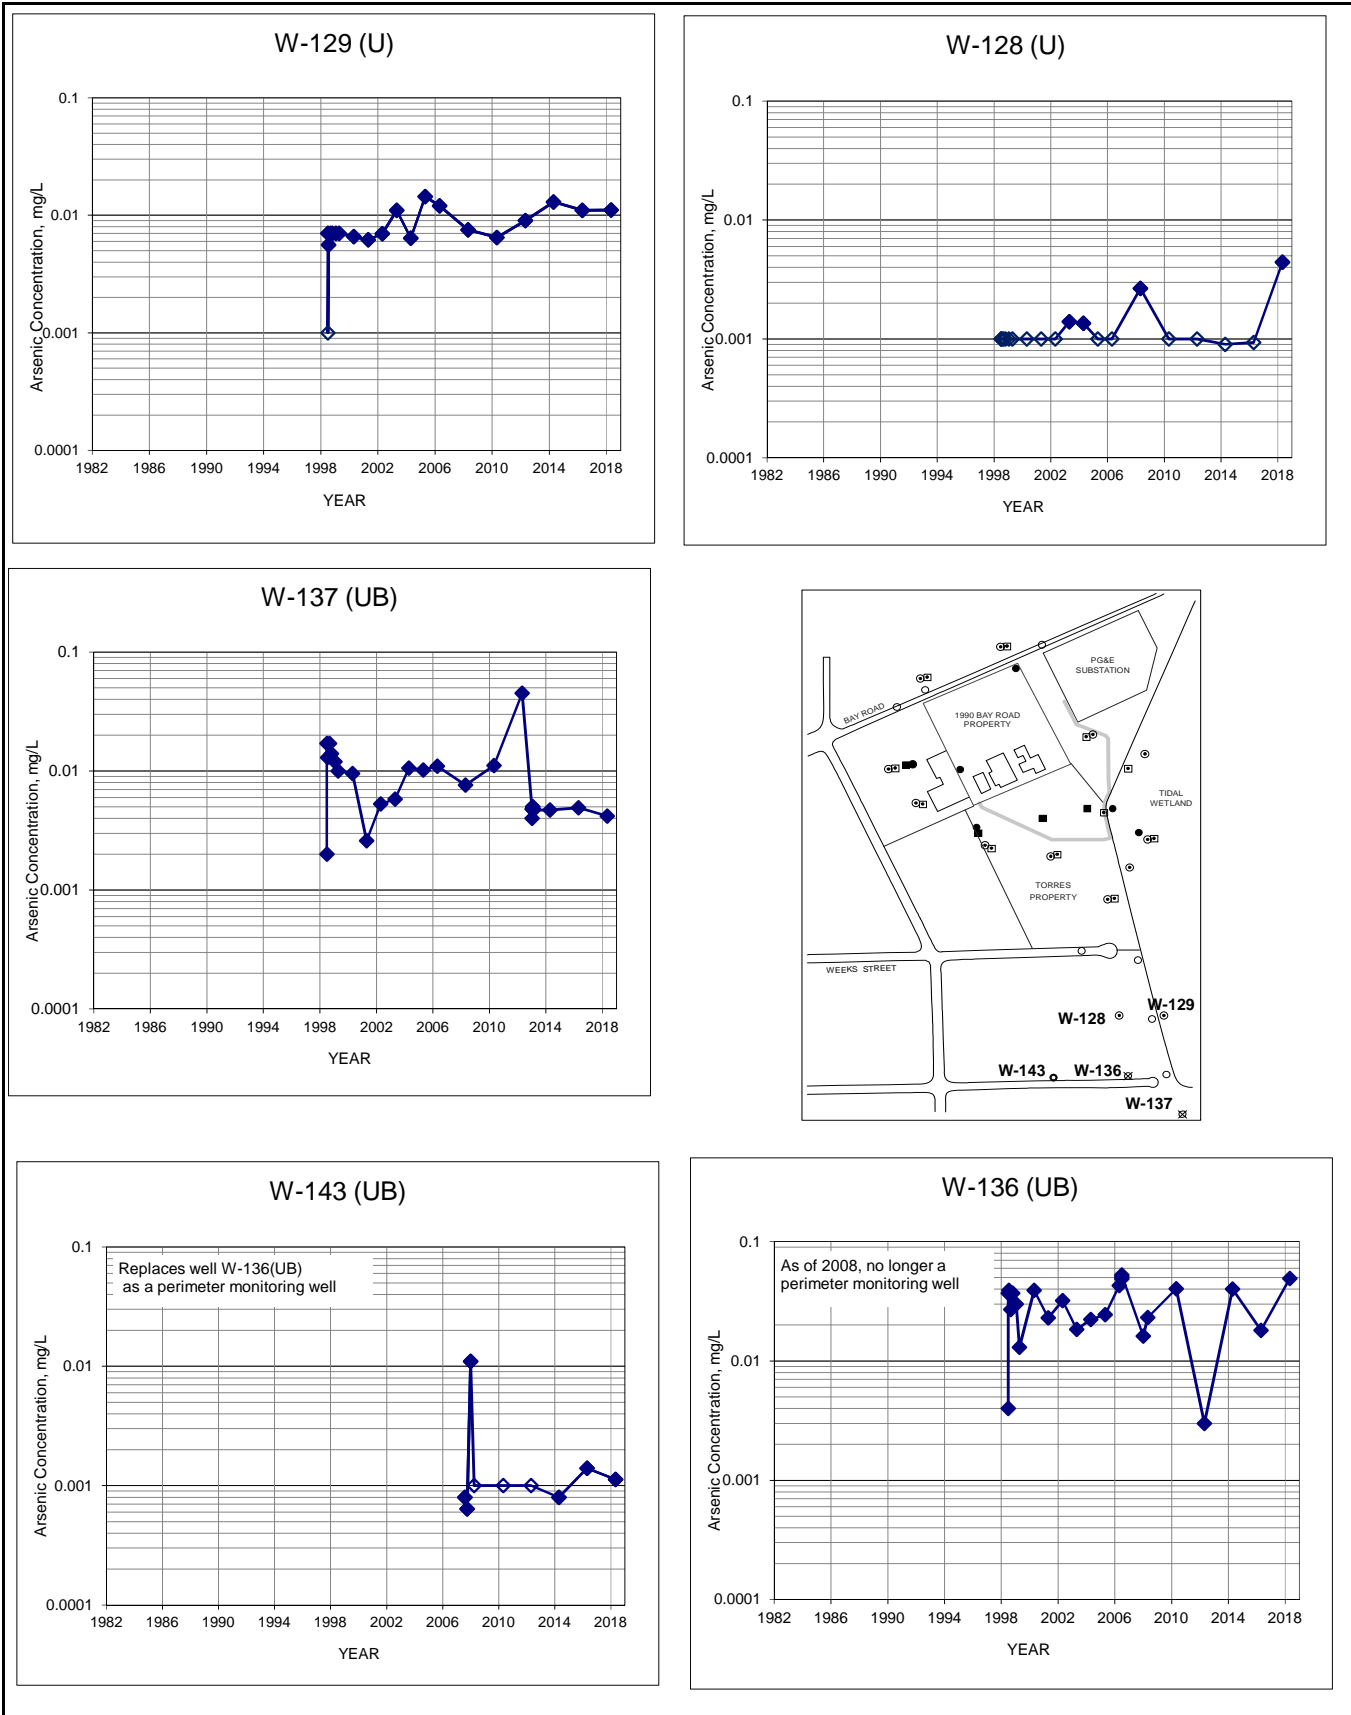 W-129 (U)
Arsenic Concentration, mg/L
0.1
0.01
0.001
0.0001
1982 1986 1990 1994 1998 2002 2006 2010 2014 2018
YEAR
W-128 (U)
Arsenic Concentration, mg/L
0.1
0.01
0.001
0.0001
1982 1986 1990 1994 1998 2002 2006 2010 2014 2018
YEAR
W-137 (UB)
Arsenic Concentration, mg/L
0.1
0.01
0.001
0.0001
1982 1986 1990 1994 1998 2002 2006 2010 2014 2018
YEAR
PG&E
SUBSTATION
BAY ROAD
1990 BAY ROAD
PROPERTY
TIDAL
WETLAND
TORRES
PROPERTY
WEEKS STREET
W-129
W-128
W-143
W-136
W-137
W-143 (UB)
Replaces well W-136(UB)
as a perimeter monitoring well
Arsenic Concentration, mg/L
0.1
0.01
0.001
0.0001
1982 1986 1990 1994 1998 2002 2006 2010 2014 2018
YEAR
W-136 (UB)
As of 2008, no longer a
perimeter monitoring well
Arsenic Concentration, mg/L
0.1
0.01
0.001
0.0001
1982 1986 1990 1994 1998 2002 2006 2010 2014 2018
YEAR